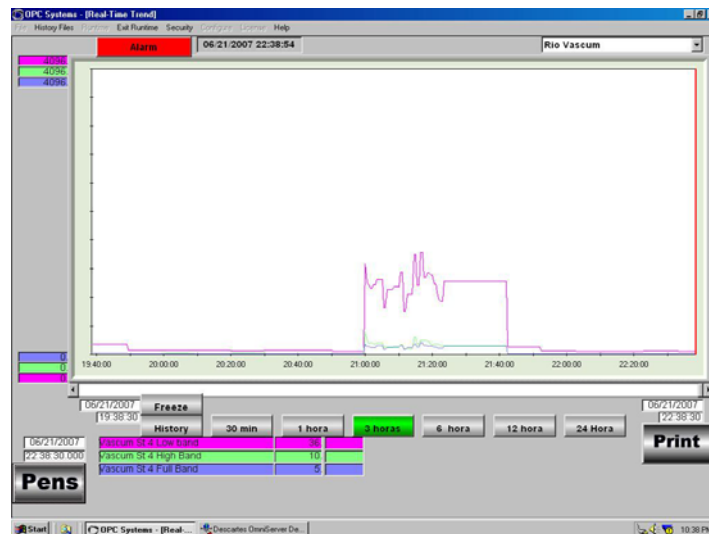 OPC Systems - [Real-Time Trend]
File History Files Runtime Exit Runtime Security Configure License Help
Alarm 06/21/2007 22:38:54 Rio Vascum
4096
4096
4096
0
0
0
19:40:00 20:00:00 20:20:00 20:40:00 21:00:00 21:20:00 21:40:00 22:00:00 22:20:00
06/21/2007 Freeze 06/21/2007
19 38 30 22 38 30
History 30 min 1 hora 3 horas 6 hora 12 hora 24 Hora
Print
06/21/2007 Vascum St 4 Low band 36
22 38 30.000 Vascum St 4 High Band 10
Vascum St 4 Full Band 5
Pens
Start OPC Systems - [Real-... Descartes OmniServer De... 10:38 PM